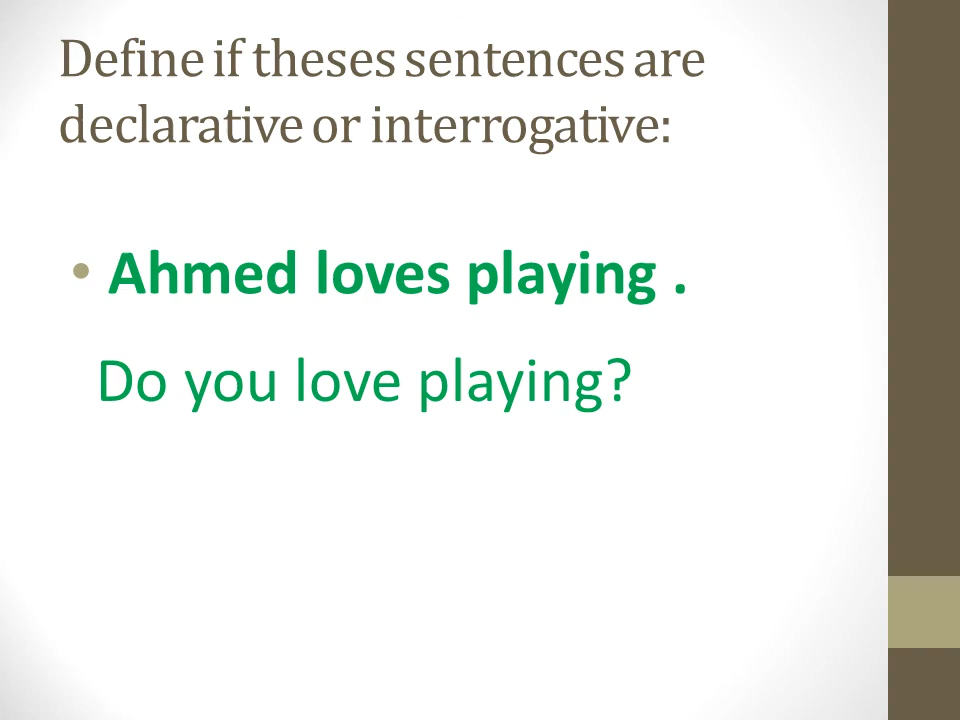 Define if theses sentences are
declarative or interrogative:
• Ahmed loves playing .
Do you love playing?